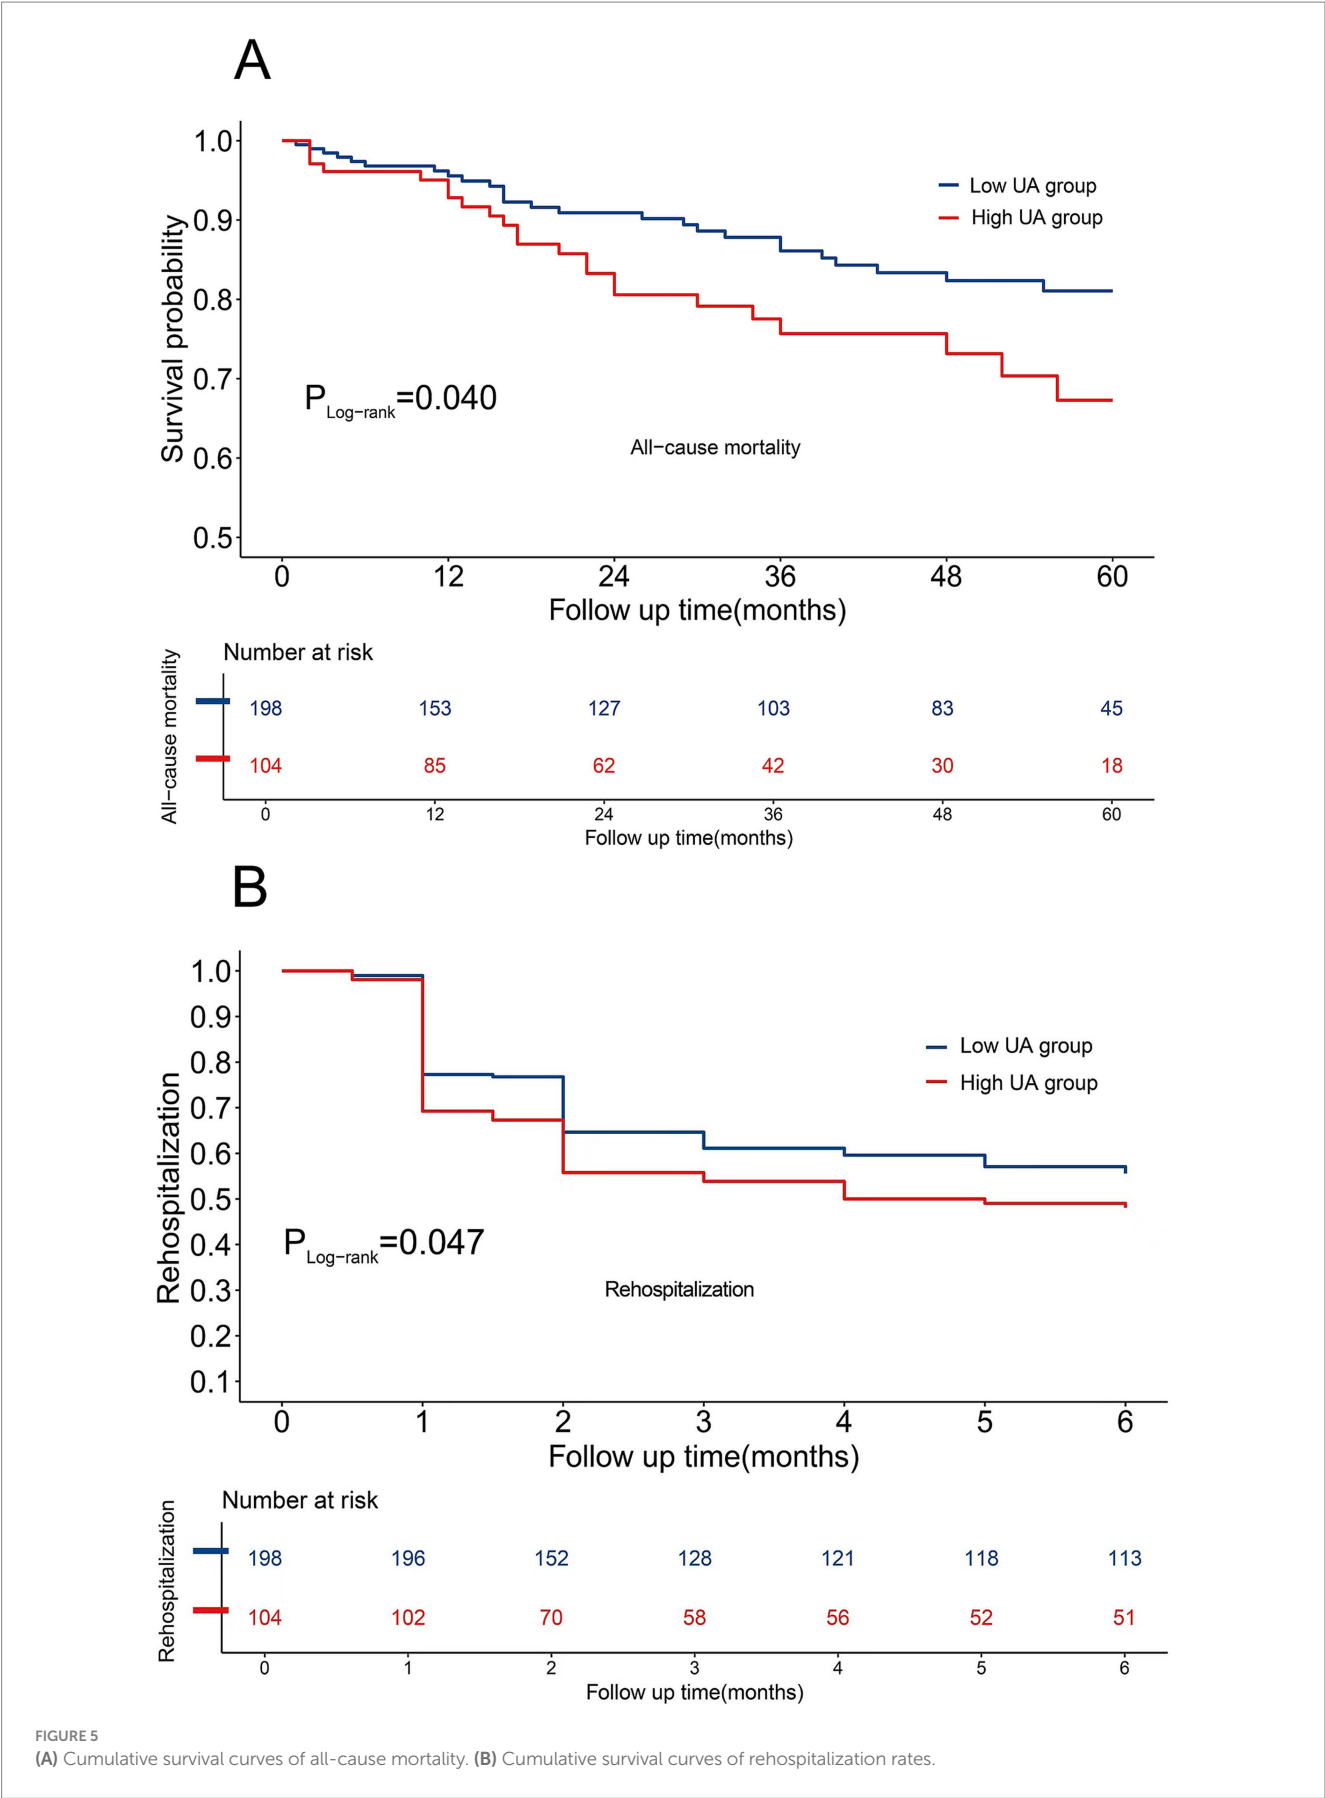 A
1.0
0.9
0.8
0.7
0.6
0.5
Survival probability
Low UA group
High UA group
PLog−rank=0.040
All−cause mortality
0 12 24 36 48 60
Follow up time(months)
Number at risk
All−cause mortality
198 153 127 103 83 45
104 85 62 42 30 18
0 12 24 36 48 60
Follow up time(months)
B
1.0
0.9
0.8
0.7
0.6
0.5
0.4
0.3
0.2
0.1
Rehospitalization
Low UA group
High UA group
PLog−rank=0.047
Rehospitalization
0 1 2 3 4 5 6
Follow up time(months)
Number at risk
Rehospitalization
198 196 152 128 121 118 113
104 102 70 58 56 52 51
0 1 2 3 4 5 6
Follow up time(months)
FIGURE 5
(A) Cumulative survival curves of all-cause mortality. (B) Cumulative survival curves of rehospitalization rates.